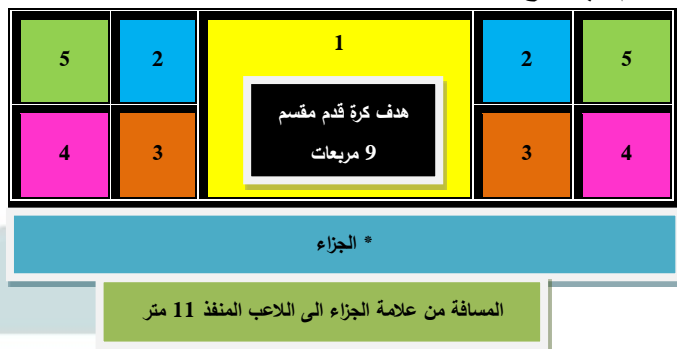 5 2 1 2 5
هدف كرة قدم مقسم
9 مربعات
4 3 3 4
* الجزاء
المسافة من علامة الجزاء الى اللاعب المنفذ 11 متر